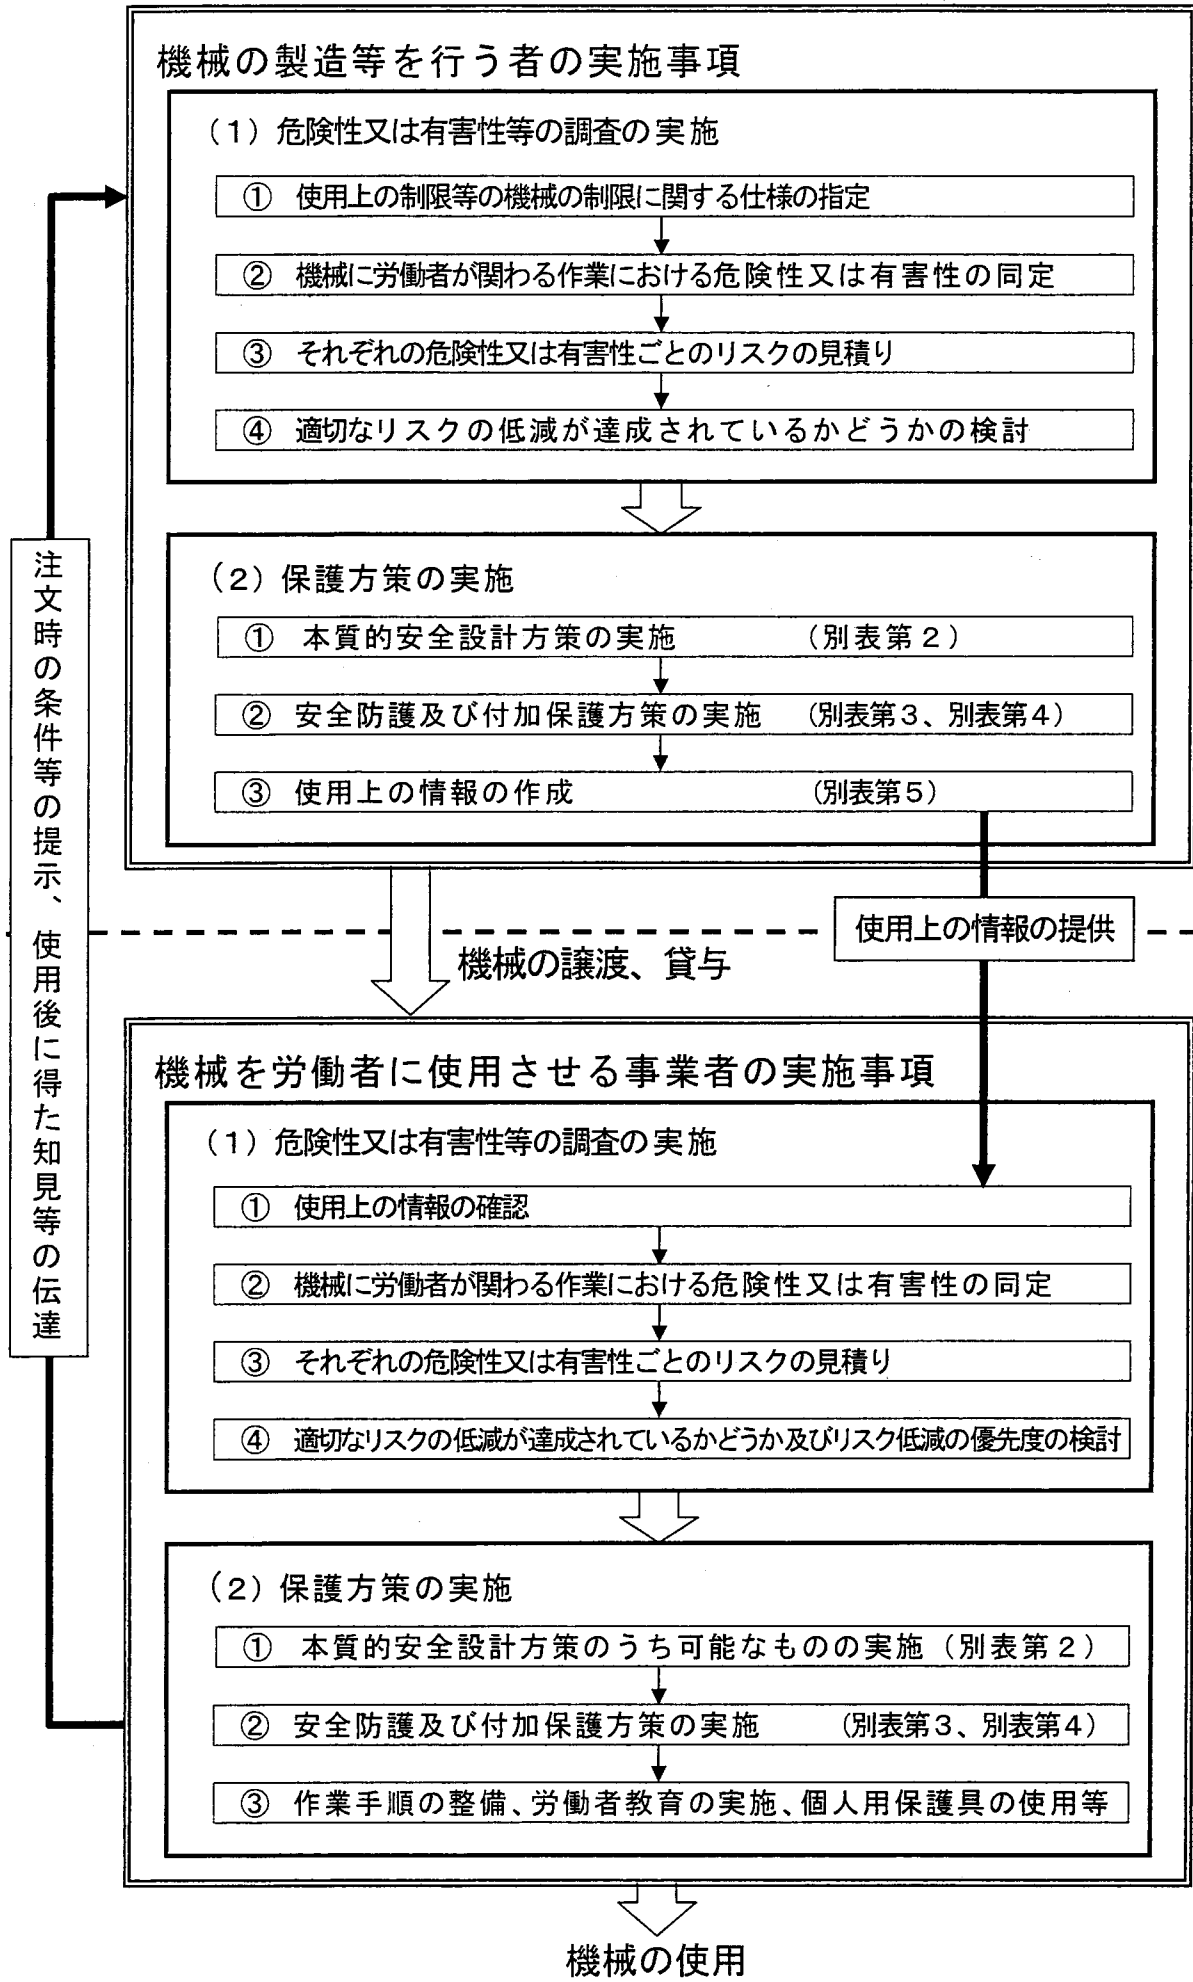 機械の製造等を行う者の実施事項
(1)危険性又は有害性等の調査の実施
① 使用上の制限等の機械の制限に関する仕様の指定
② 機械に労働者が関わる作業における危険性又は有害性の同定
③ それぞれの危険性又は有害性ごとのリスクの見積り
④ 適切なリスクの低減が達成されているかどうかの検討
(2)保護方策の実施
① 本質的安全設計方策の実施 (別表第2)
② 安全防護及び付加保護方策の実施 (別表第3、別表第4)
③ 使用上の情報の作成 (別表第5)
注文時の条件等の提示、使用後に得た知見等の伝達
使用上の情報の提供
機械の譲渡、貸与
機械を労働者に使用させる事業者の実施事項
(1)危険性又は有害性等の調査の実施
① 使用上の情報の確認
② 機械に労働者が関わる作業における危険性又は有害性の同定
③ それぞれの危険性又は有害性ごとのリスクの見積り
④ 適切なリスクの低減が達成されているかどうか及びリスク低減の優先度の検討
(2)保護方策の実施
① 本質的安全設計方策のうち可能なものの実施(別表第2)
② 安全防護及び付加保護方策の実施 (別表第3、別表第4)
③ 作業手順の整備、労働者教育の実施、個人用保護具の使用等
機械の使用